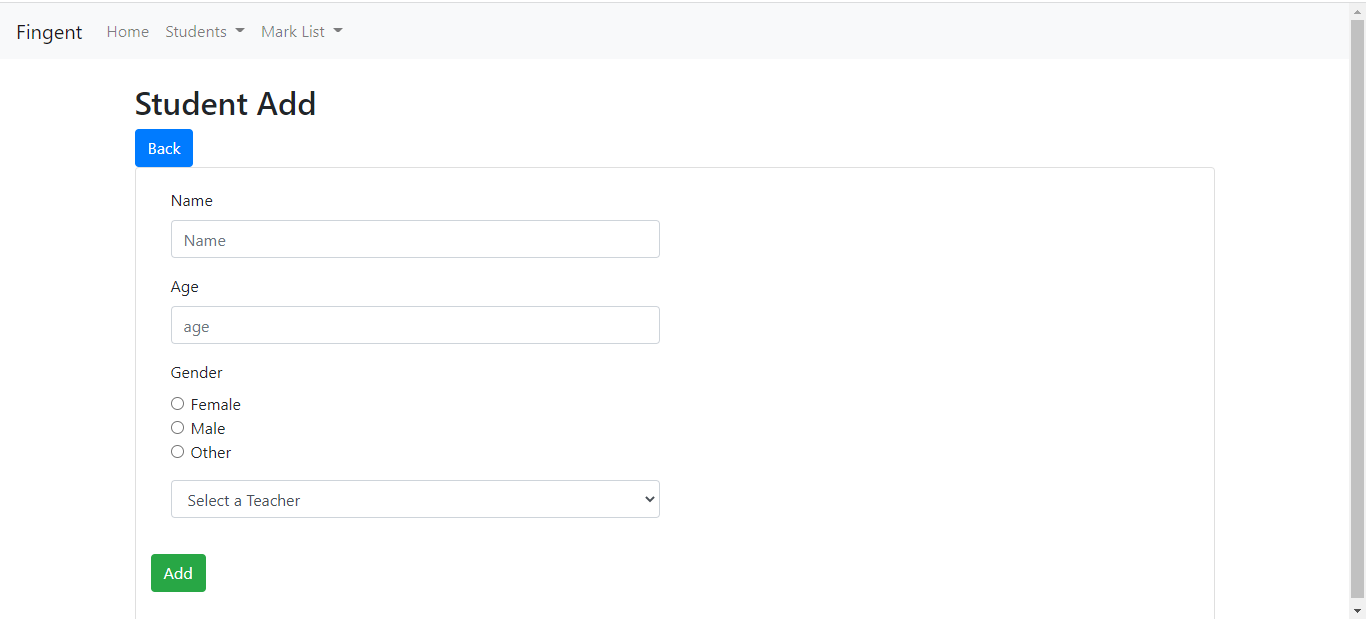 Fingent Home Students Mark List
Student Add
Back
Name
Name
Age
age
Gender
Female
Male
Other
Select a Teacher
Add